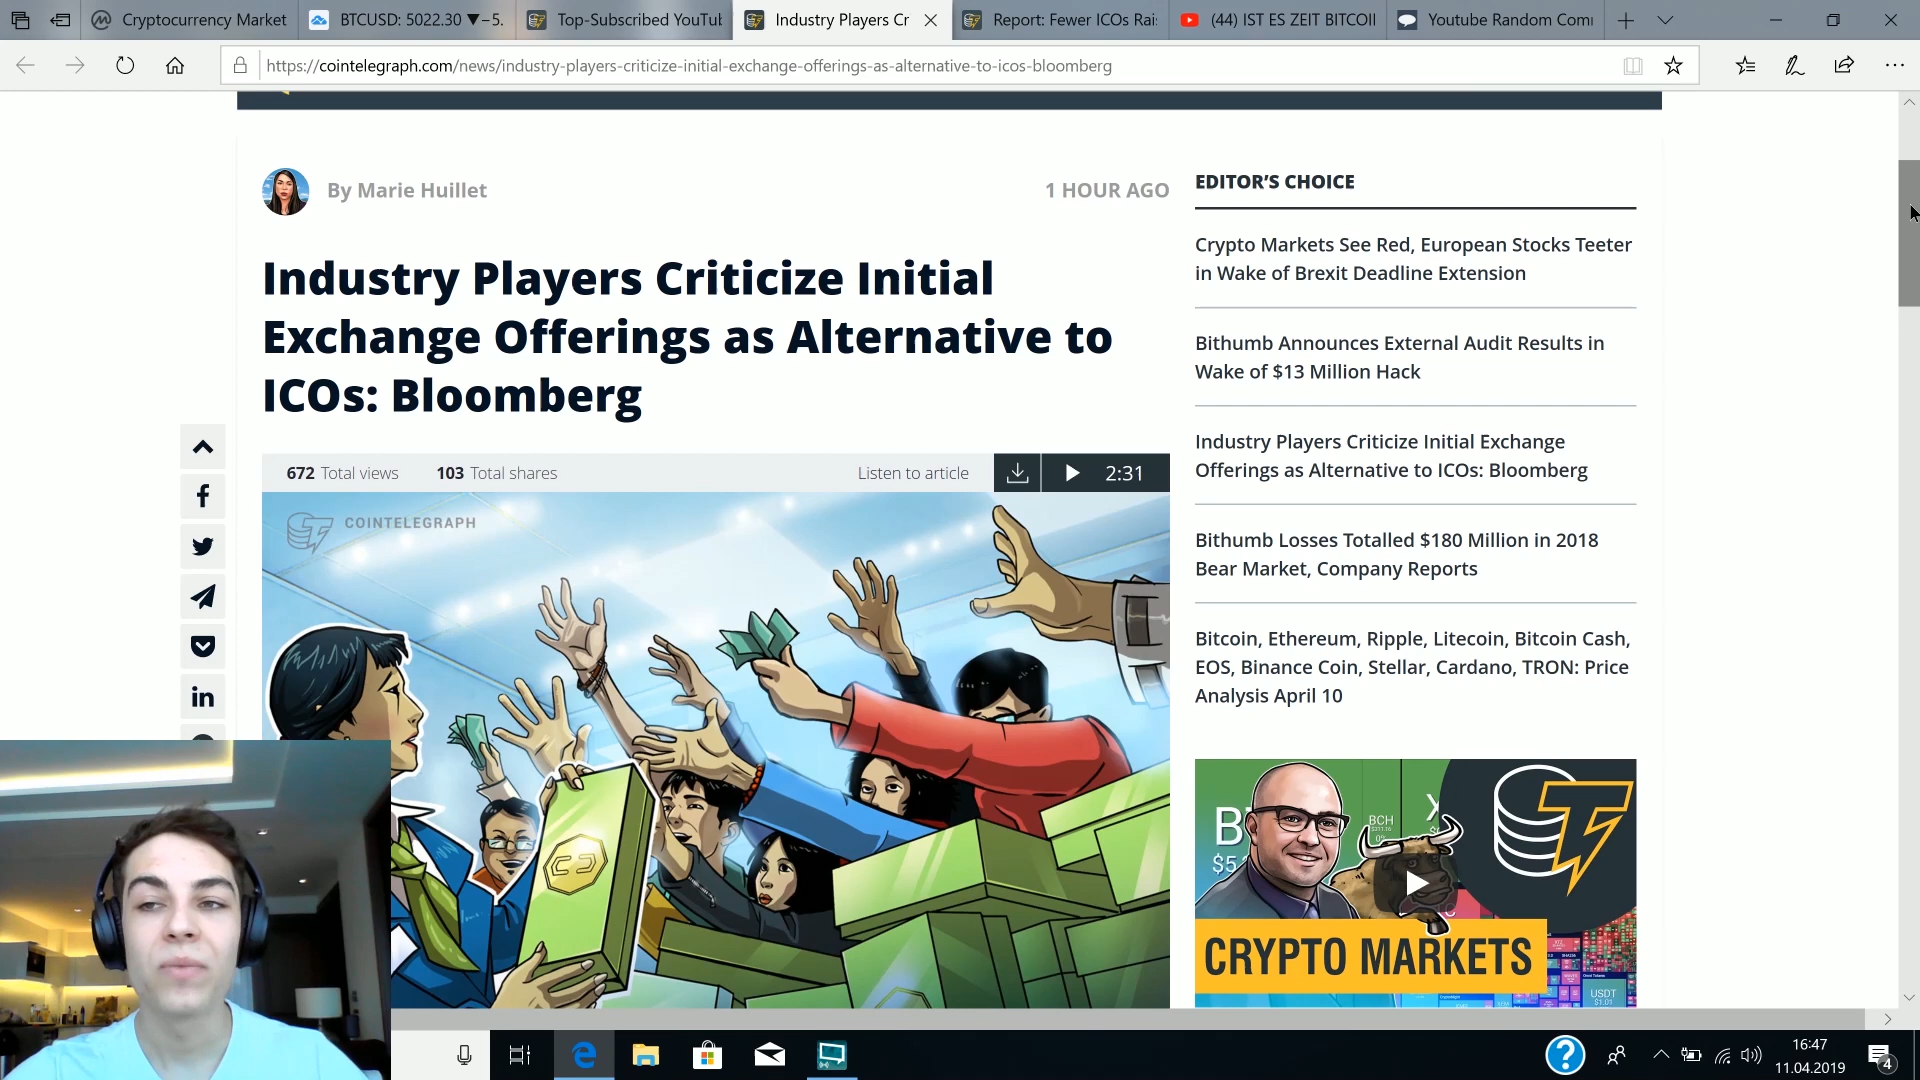 Cryptocurrency Market
BTCUSD: 5022.30 ▼−5.
Top-Subscribed YouTub
Industry Players Cr
Report: Fewer ICOs Rai
(44) IST ES ZEIT BITCOI
Youtube Random Com
https://cointelegraph.com/news/industry-players-criticize-initial-exchange-offerings-as-alternative-to-icos-bloomberg
By Marie Huillet
1 HOUR AGO
Industry Players Criticize Initial
Exchange Offerings as Alternative to
ICOs: Bloomberg
672 Total views
103 Total shares
Listen to article
2:31
COINTELEGRAPH
EDITOR'S CHOICE
Crypto Markets See Red, European Stocks Teeter
in Wake of Brexit Deadline Extension
Bithumb Announces External Audit Results in
Wake of $13 Million Hack
Industry Players Criticize Initial Exchange
Offerings as Alternative to ICOs: Bloomberg
Bithumb Losses Totalled $180 Million in 2018
Bear Market, Company Reports
Bitcoin, Ethereum, Ripple, Litecoin, Bitcoin Cash,
EOS, Binance Coin, Stellar, Cardano, TRON: Price
Analysis April 10
BCH
CRYPTO MARKETS
USDT
$1.01
16:47
11.04.2019
4